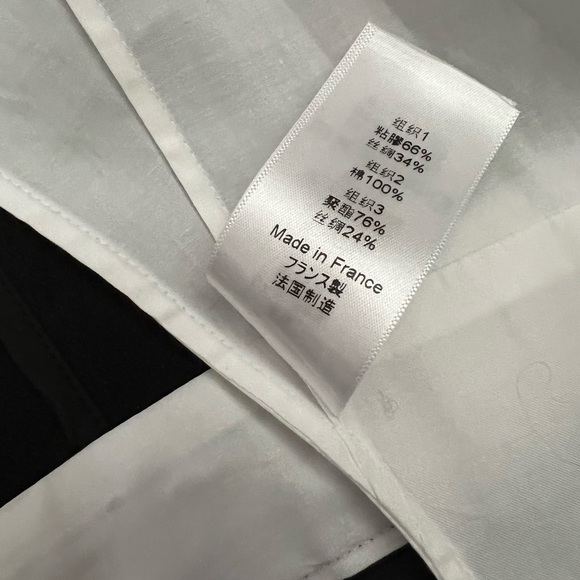 组织1
粘膠66%
丝绸34%
组织2
棉100%
组织3
聚酯76%
丝绸24%
Made in France
フランス製
法国制造